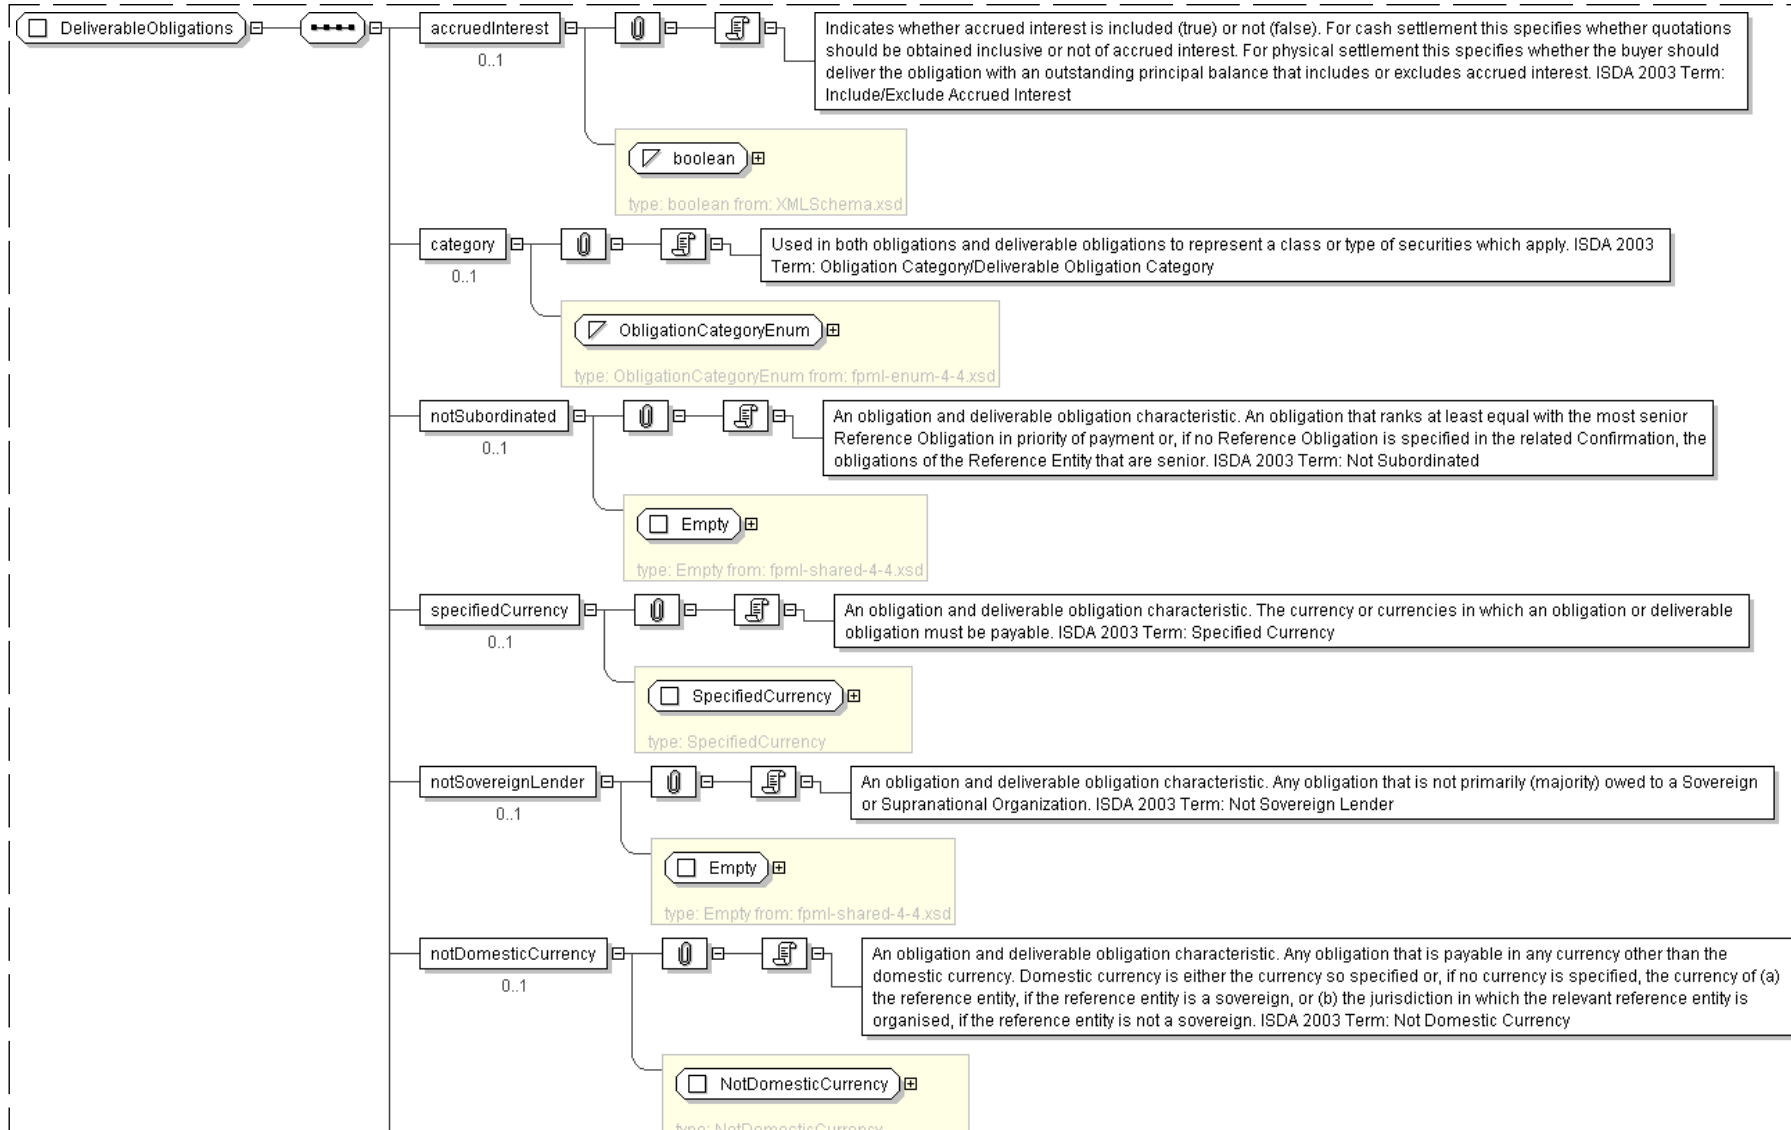 DeliverableObligations
accruedInterest
0..1
Indicates whether accrued interest is included (true) or not (false). For cash settlement this specifies whether quotations
should be obtained inclusive or not of accrued interest. For physical settlement this specifies whether the buyer should
deliver the obligation with an outstanding principal balance that includes or excludes accrued interest. ISDA 2003 Term:
Include/Exclude Accrued Interest
boolean
type: boolean from: XMLSchema.xsd
category
0..1
Used in both obligations and deliverable obligations to represent a class or type of securities which apply. ISDA 2003
Term: Obligation Category/Deliverable Obligation Category
ObligationCategoryEnum
type: ObligationCategoryEnum from: fpml-enum-4-4.xsd
notSubordinated
0..1
An obligation and deliverable obligation characteristic. An obligation that ranks at least equal with the most senior
Reference Obligation in priority of payment or, if no Reference Obligation is specified in the related Confirmation, the
obligations of the Reference Entity that are senior. ISDA 2003 Term: Not Subordinated
Empty
type: Empty from: fpml-shared-4-4.xsd
specifiedCurrency
0..1
An obligation and deliverable obligation characteristic. The currency or currencies in which an obligation or deliverable
obligation must be payable. ISDA 2003 Term: Specified Currency
SpecifiedCurrency
type: SpecifiedCurrency
notSovereignLender
0..1
An obligation and deliverable obligation characteristic. Any obligation that is not primarily (majority) owed to a Sovereign
or Supranational Organization. ISDA 2003 Term: Not Sovereign Lender
Empty
type: Empty from: fpml-shared-4-4.xsd
notDomesticCurrency
0..1
An obligation and deliverable obligation characteristic. Any obligation that is payable in any currency other than the
domestic currency. Domestic currency is either the currency so specified or, if no currency is specified, the currency of (a)
the reference entity, if the reference entity is a sovereign, or (b) the jurisdiction in which the relevant reference entity is
organised, if the reference entity is not a sovereign. ISDA 2003 Term: Not Domestic Currency
NotDomesticCurrency
type: NotDomesticCurrency